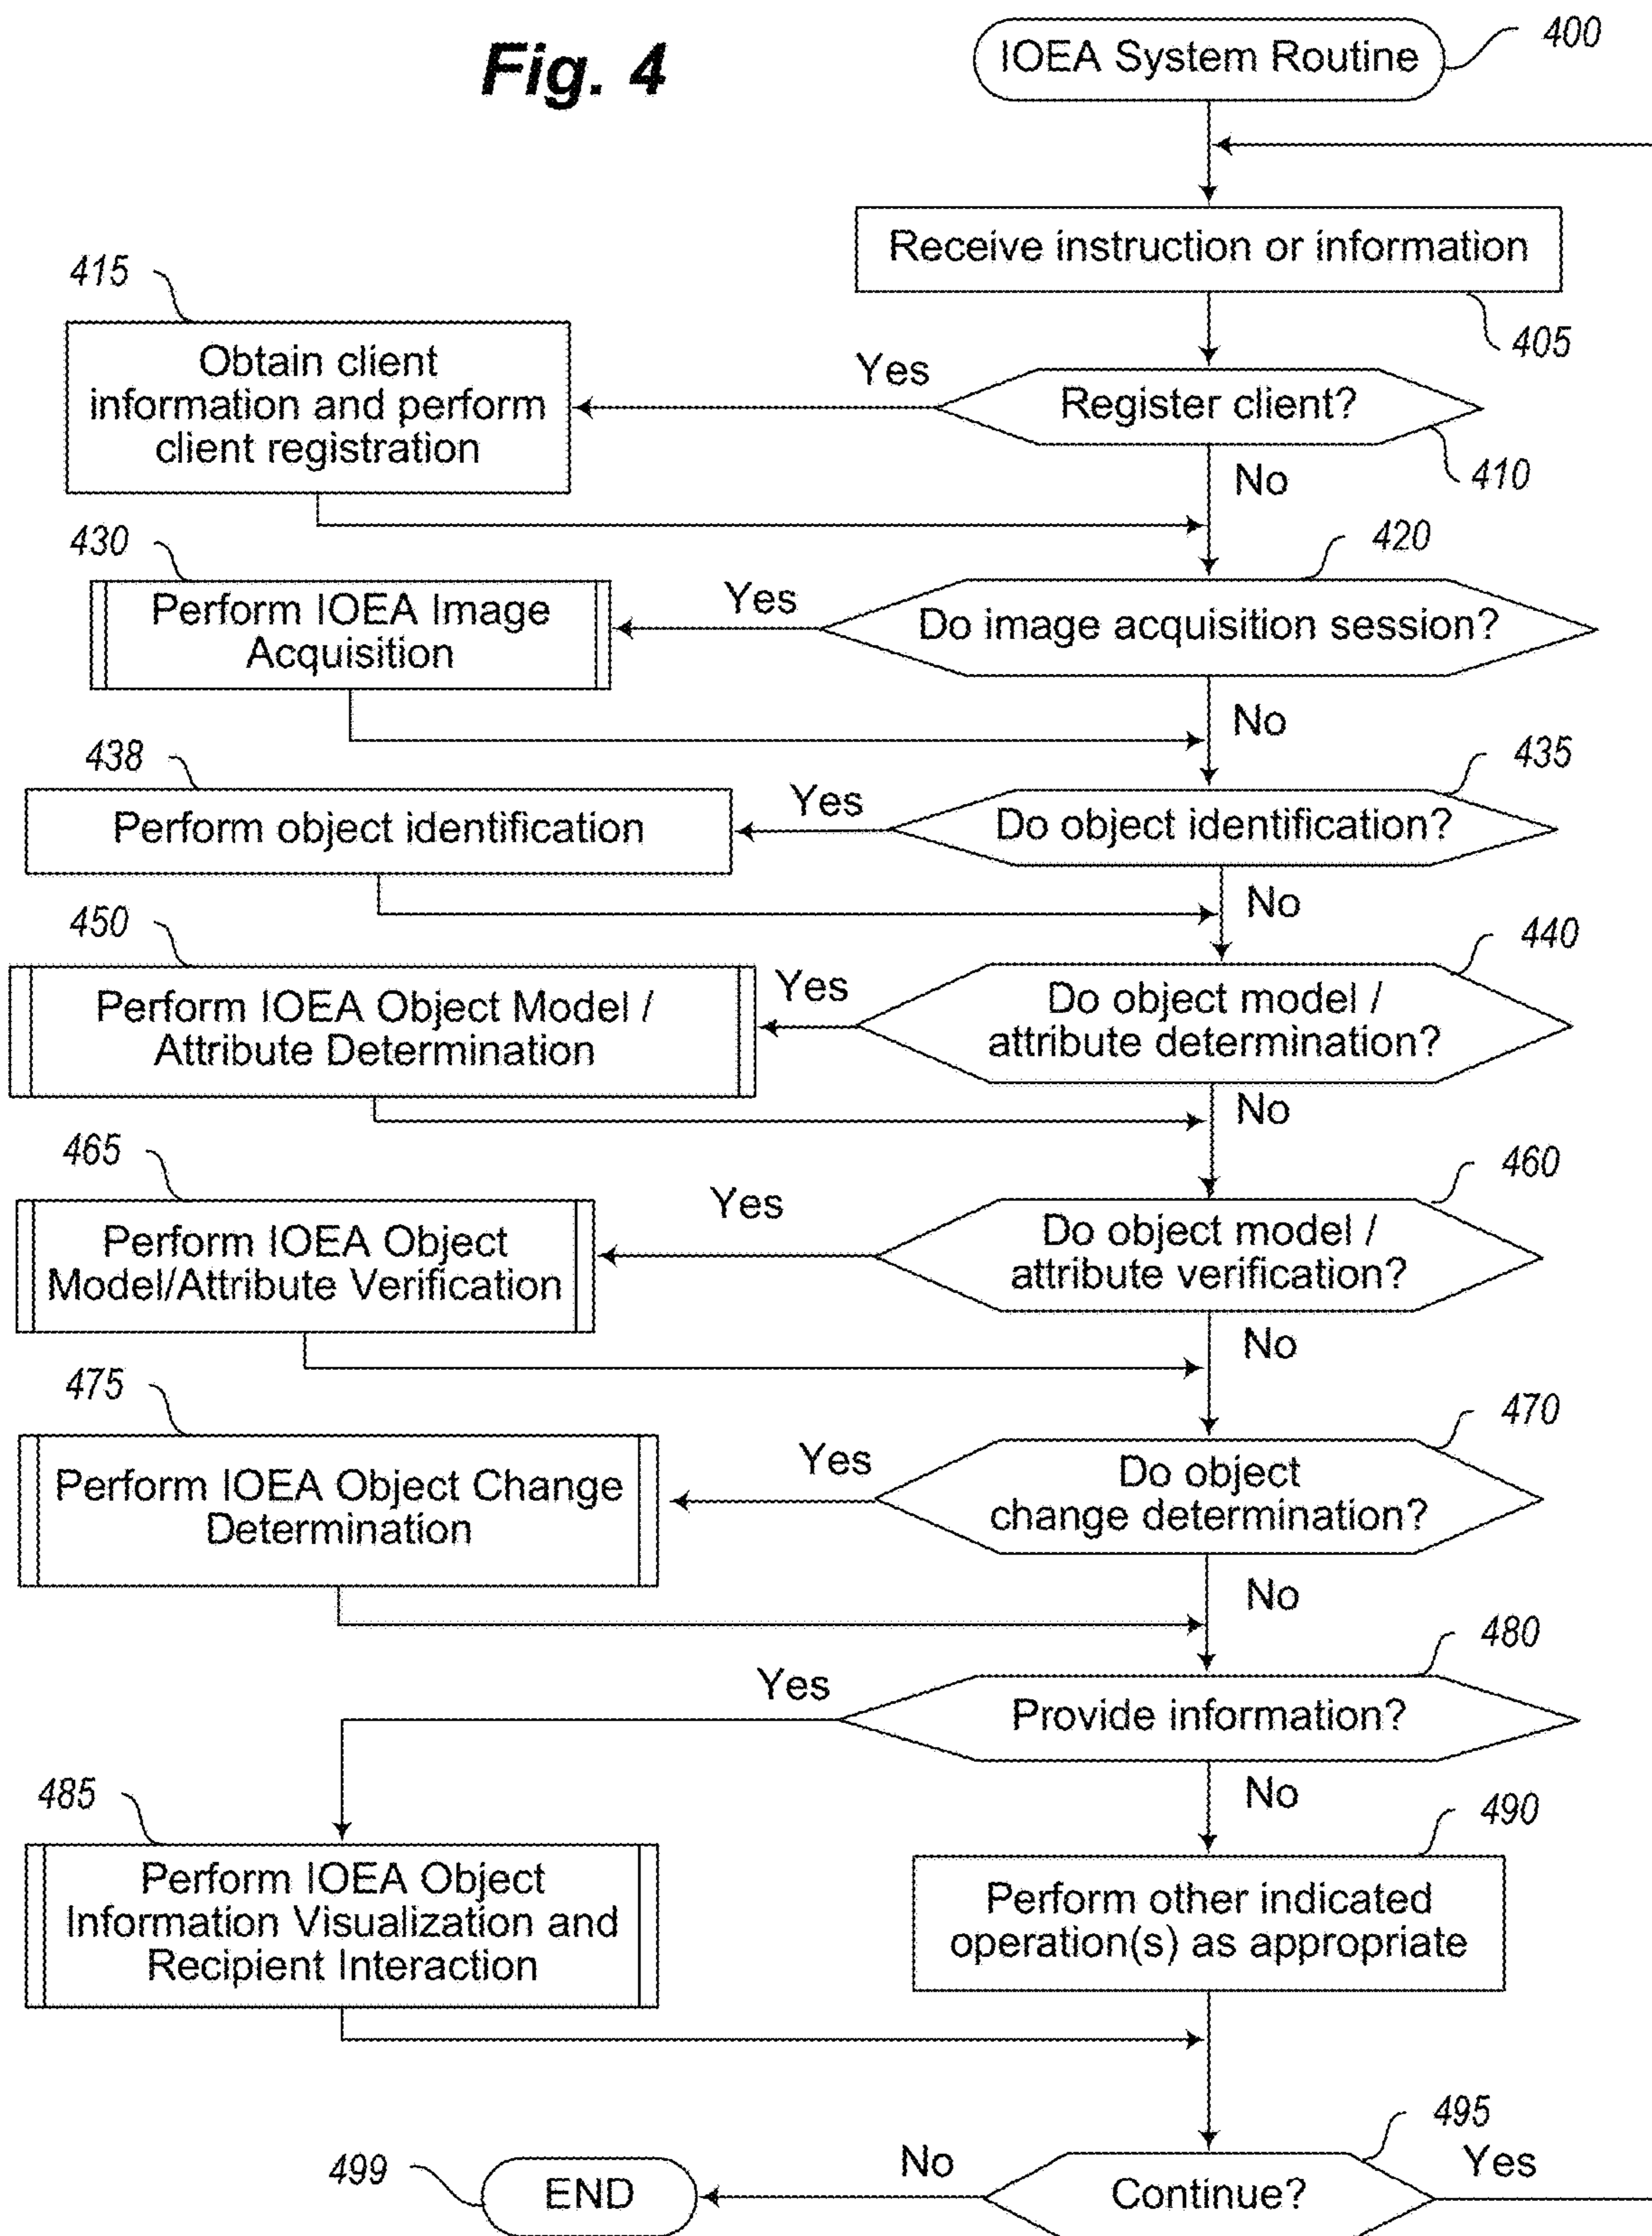 Fig. 4
IOEA System Routine
400
Receive instruction or information
405
415
Obtain client
information and perform
client registration
Yes
Register client?
410
No
430
Perform IOEA Image
Acquisition
Yes
420
Do image acquisition session?
No
438
Perform object identification
Yes
435
Do object identification?
No
450
Perform IOEA Object Model /
Attribute Determination
Yes
440
Do object model /
attribute determination?
No
465
Perform IOEA Object
Model/Attribute Verification
Yes
460
Do object model /
attribute verification?
No
475
Perform IOEA Object Change
Determination
Yes
470
Do object
change determination?
No
480
Yes
Provide information?
No
485
Perform IOEA Object
Information Visualization and
Recipient Interaction
490
Perform other indicated
operation(s) as appropriate
495
499
END
No
Continue?
Yes